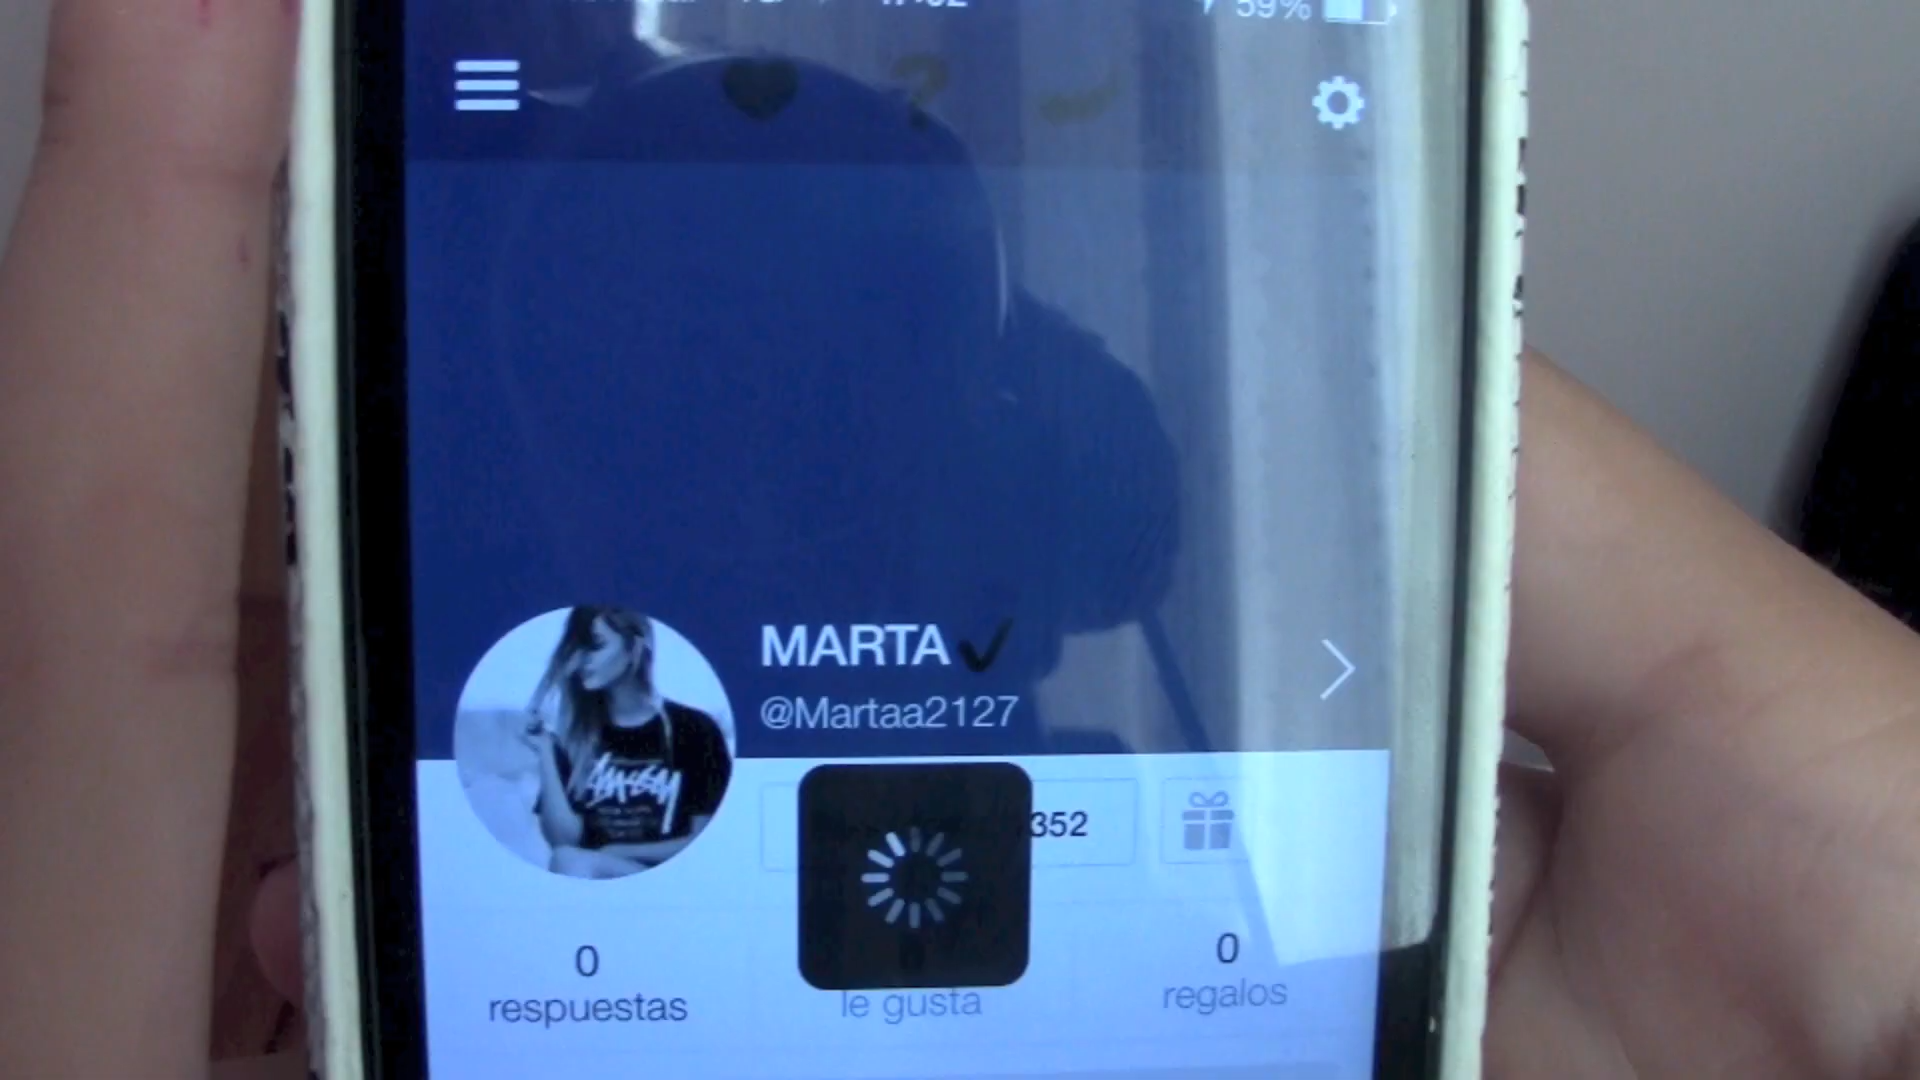 59%
MARTA✓
@Martaa2127
352
0
respuestas
le gusta
0
regalos